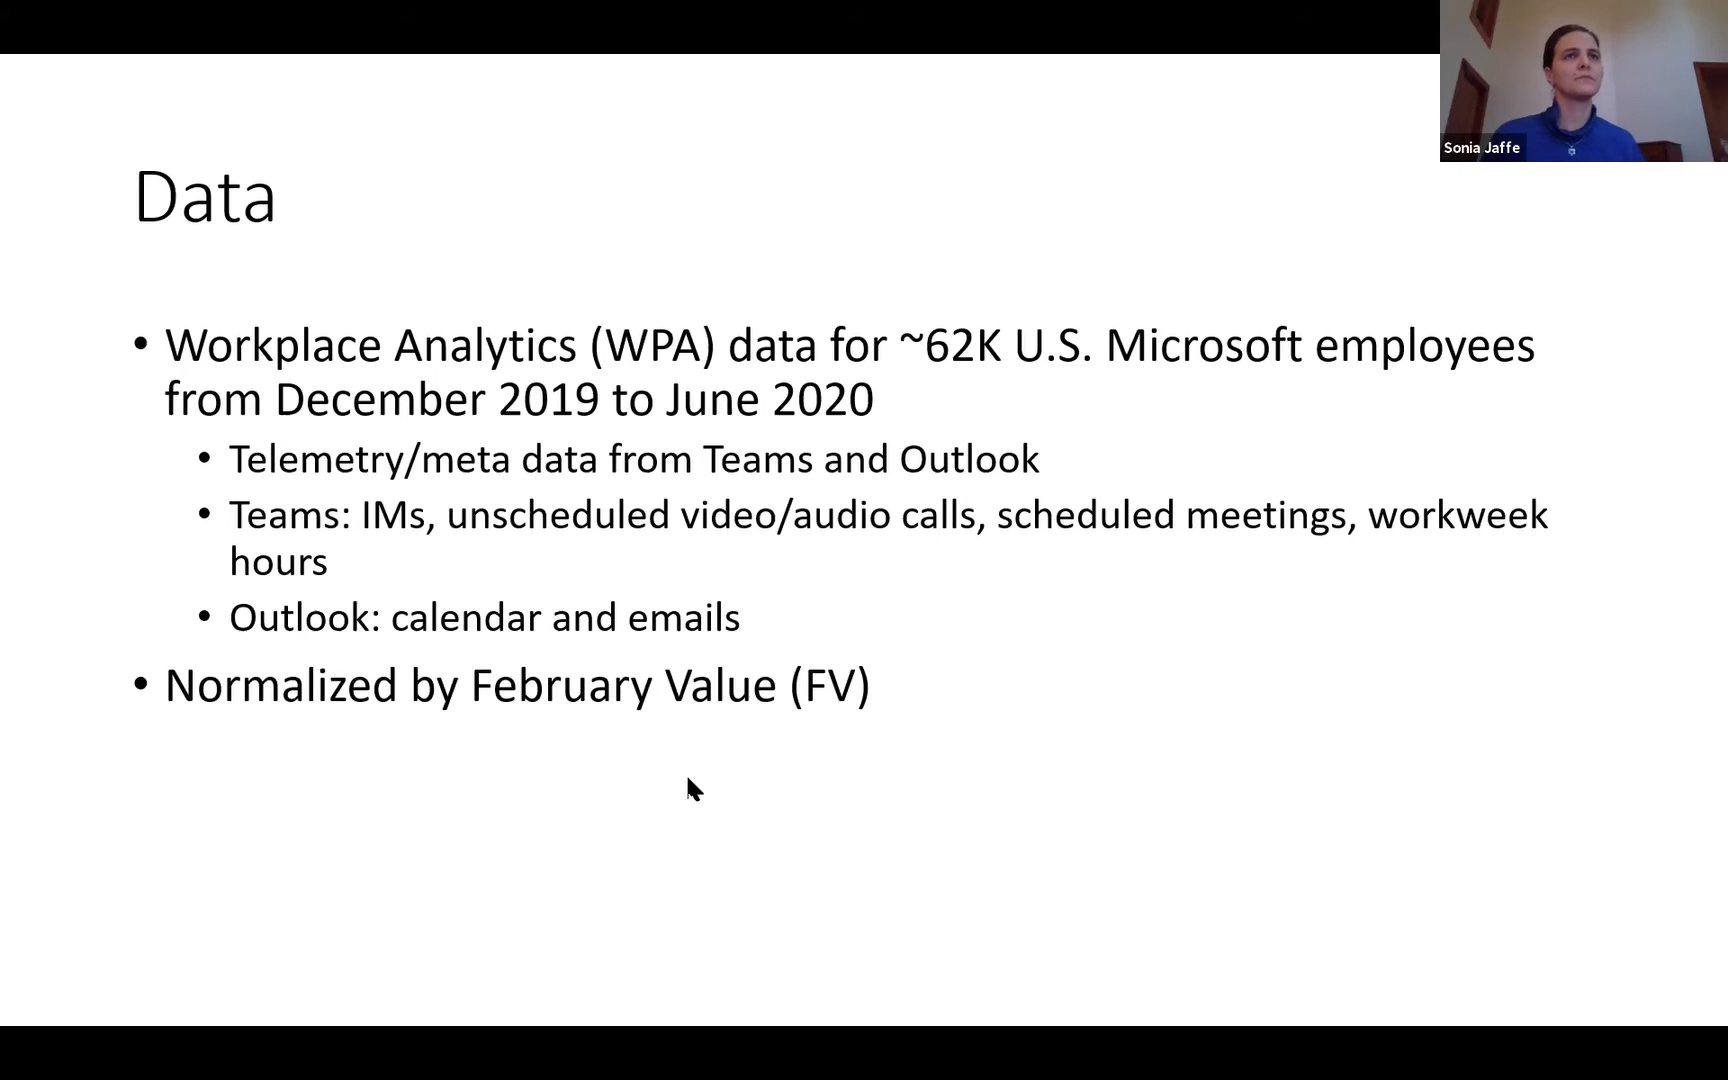 Sonia Jaffe
Data
• Workplace Analytics (WPA) data for ~62K U.S. Microsoft employees
from December 2019 to June 2020
• Telemetry/meta data from Teams and Outlook
• Teams: IMs, unscheduled video/audio calls, scheduled meetings, workweek
hours
• Outlook: calendar and emails
• Normalized by February Value (FV)